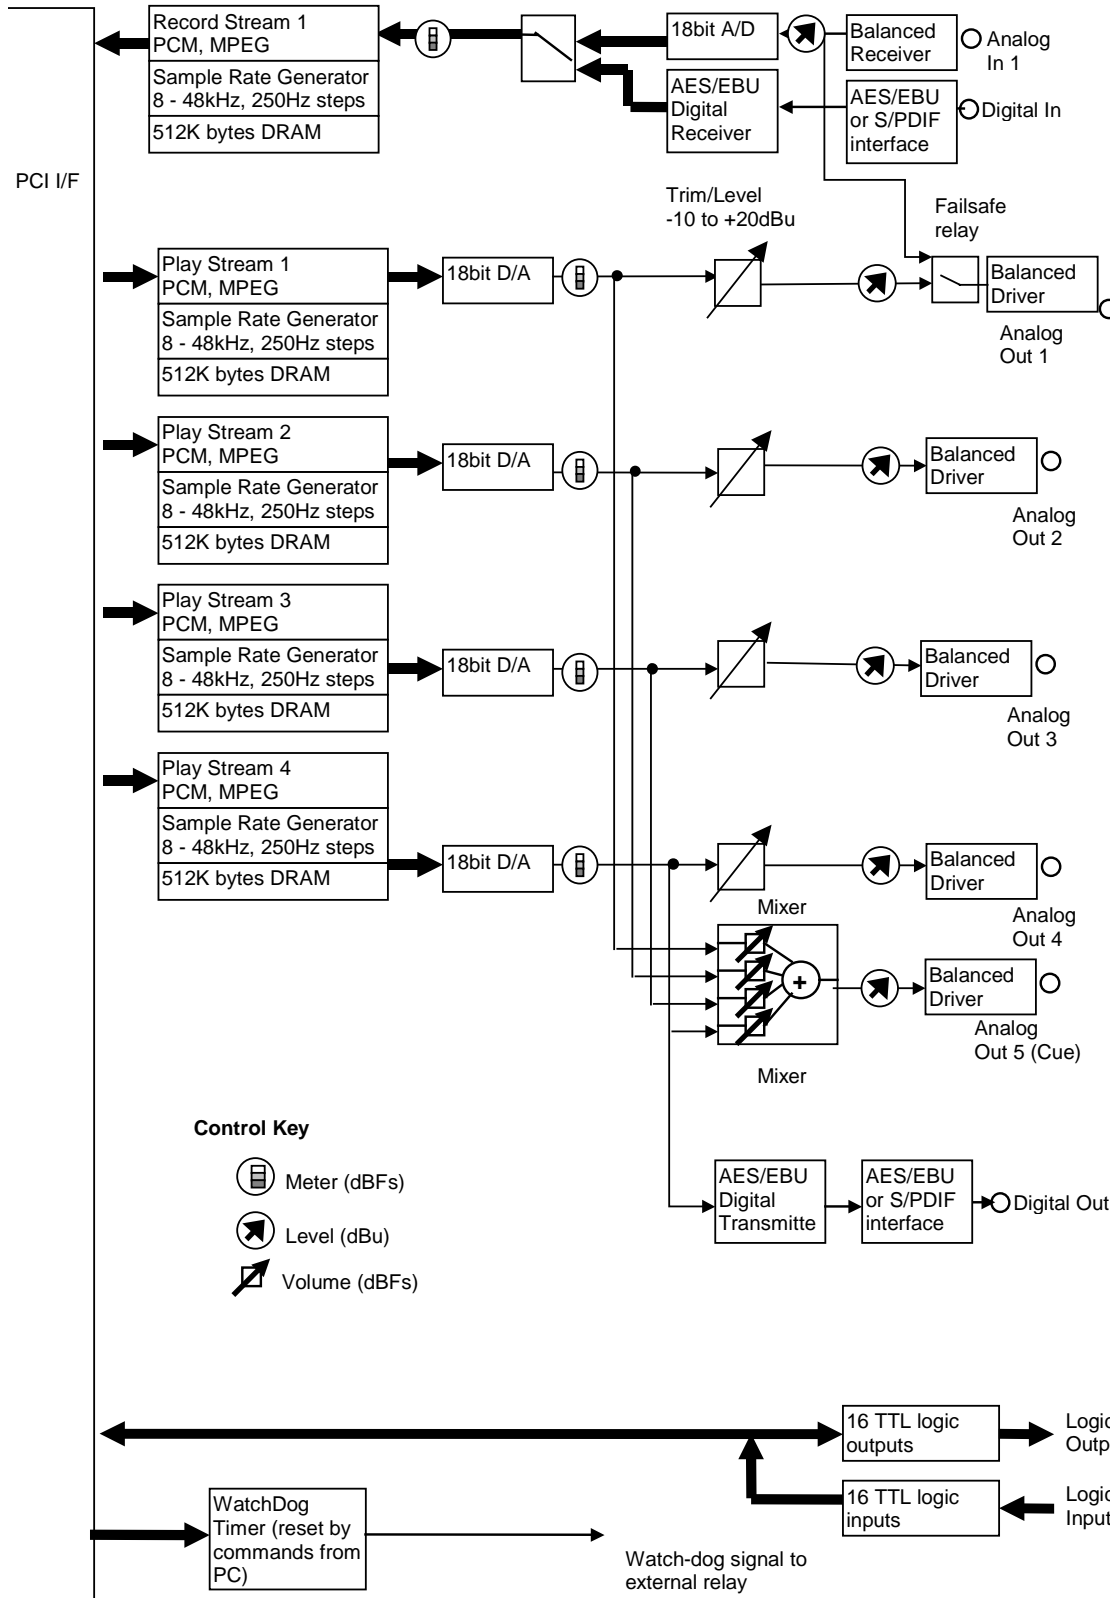 Record Stream 1
PCM, MPEG
Sample Rate Generator
8 - 48kHz, 250Hz steps
512K bytes DRAM
18bit A/D
AES/EBU
Digital
Receiver
Balanced
Receiver
Analog
In 1
AES/EBU
or S/PDIF
interface
Digital In
PCI I/F
Trim/Level
-10 to +20dBu
Failsafe
relay
Play Stream 1
PCM, MPEG
Sample Rate Generator
8 - 48kHz, 250Hz steps
512K bytes DRAM
18bit D/A
Balanced
Driver
Analog
Out 1
Play Stream 2
PCM, MPEG
Sample Rate Generator
8 - 48kHz, 250Hz steps
512K bytes DRAM
18bit D/A
Balanced
Driver
Analog
Out 2
Play Stream 3
PCM, MPEG
Sample Rate Generator
8 - 48kHz, 250Hz steps
512K bytes DRAM
18bit D/A
Balanced
Driver
Analog
Out 3
Play Stream 4
PCM, MPEG
Sample Rate Generator
8 - 48kHz, 250Hz steps
512K bytes DRAM
18bit D/A
Balanced
Driver
Analog
Out 4
Mixer
+
Balanced
Driver
Analog
Out 5 (Cue)
Mixer
Control Key
Meter (dBFs)
Level (dBu)
Volume (dBFs)
AES/EBU
Digital
Transmitte
AES/EBU
or S/PDIF
interface
Digital Out
16 TTL logic
outputs
Logic
Outp
16 TTL logic
inputs
Logic
Input
WatchDog
Timer (reset by
commands from
PC)
Watch-dog signal to
external relay